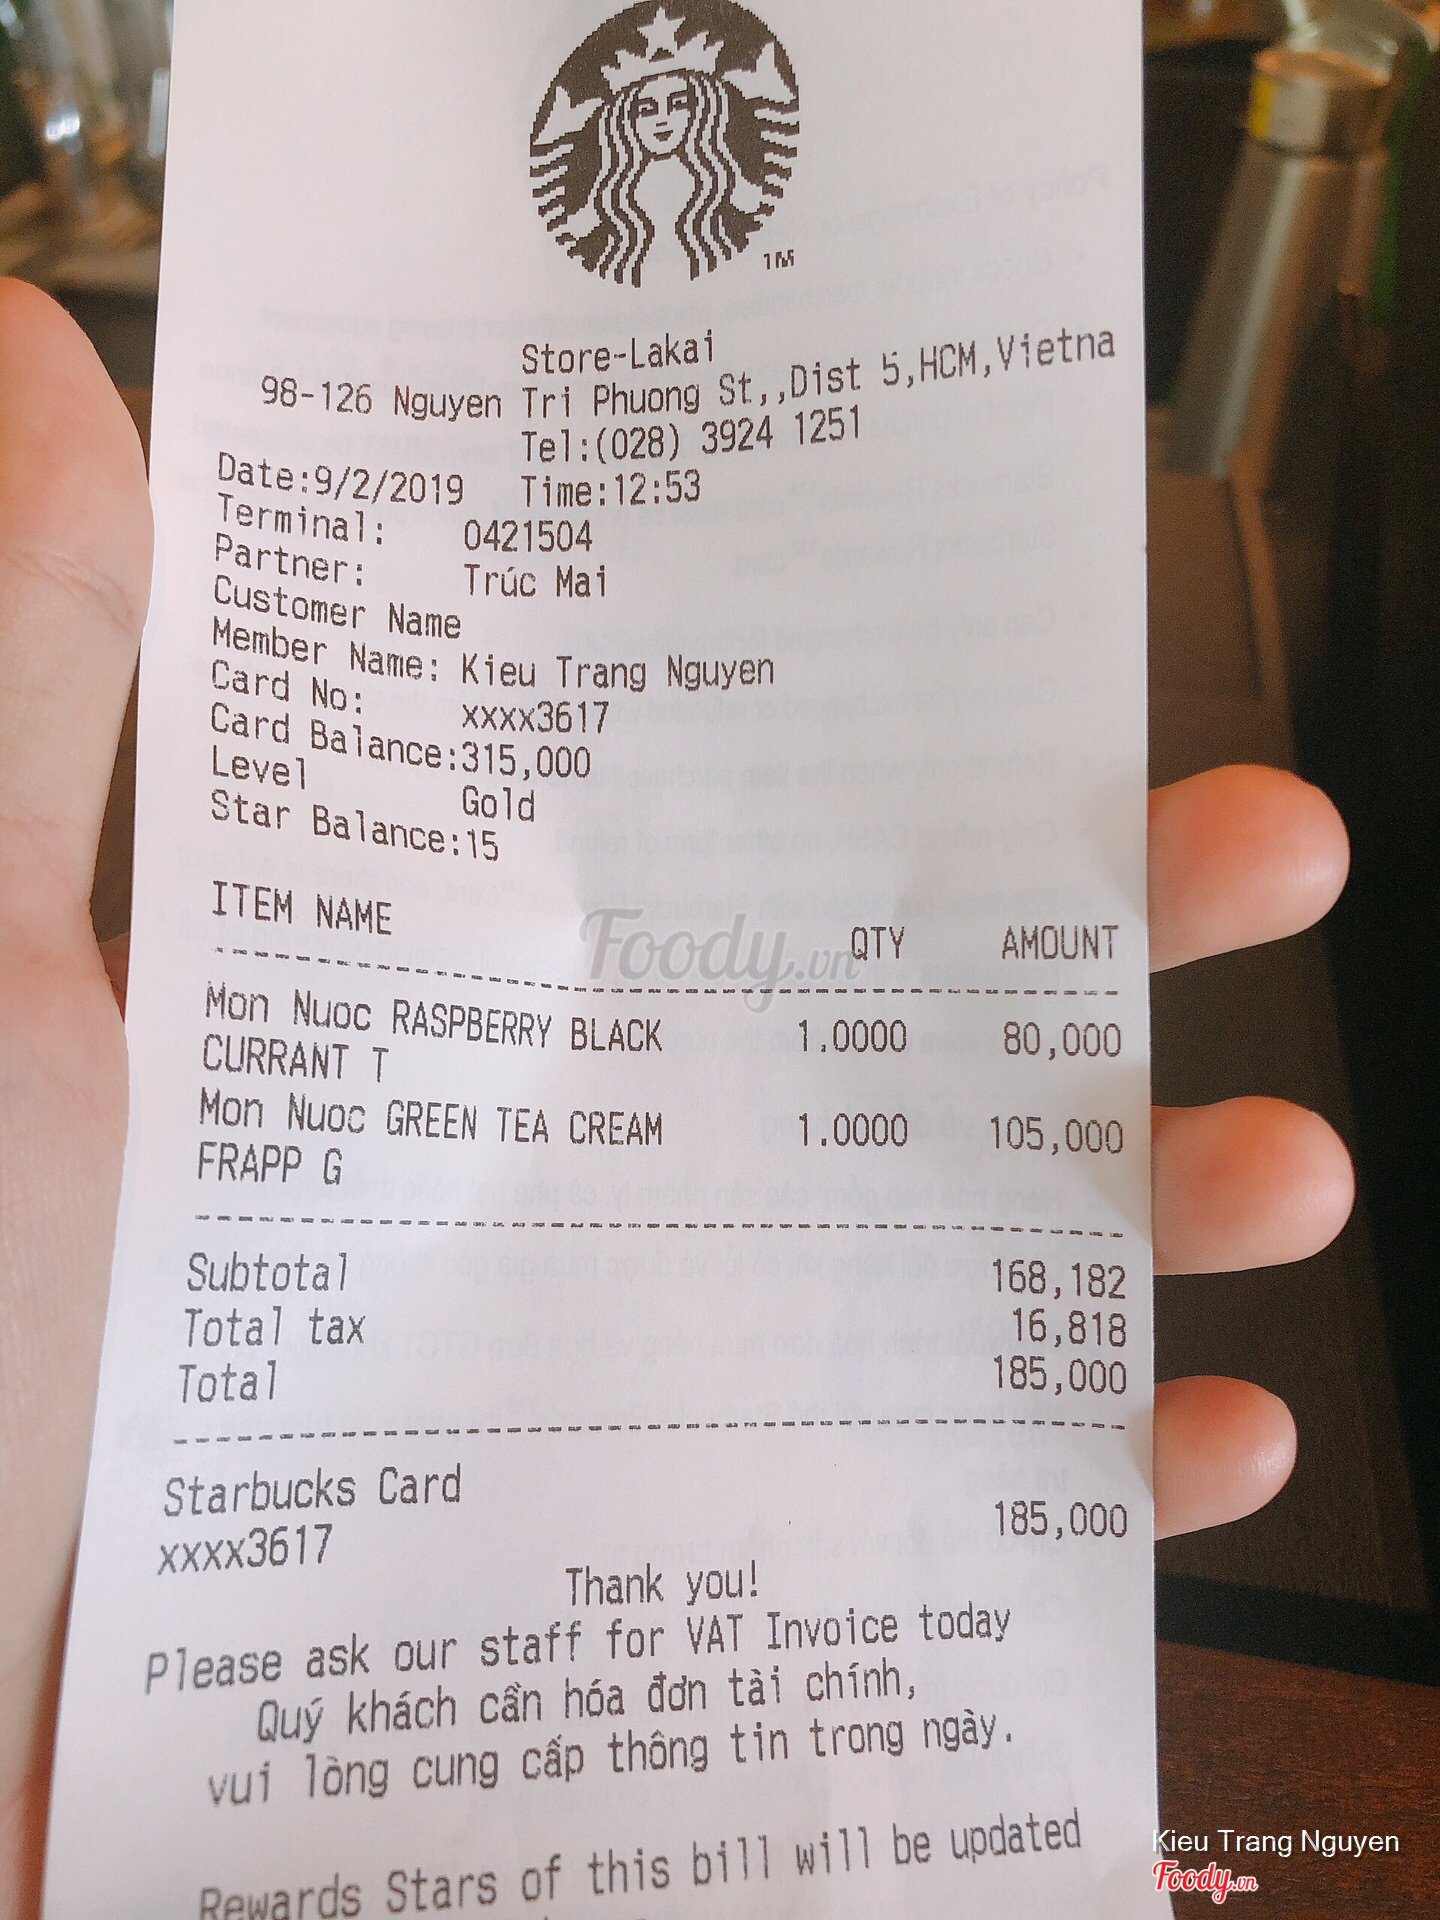 TM
Store-Lakai
98-126 Nguyen Tri Phuong St,,Dist 5,HCM,Vietna
Tel:(028) 3924 1251
Date:9/2/2019 Time:12:53
Terminal: 0421504
Partner: Trúc Mai
Customer Name
Member Name: Kieu Trang Nguyen
Card No: xxxx3617
Card Balance:315,000
Level Gold
Star Balance:15
ITEM NAME QTY AMOUNT
Foody.vn
Mon Nuoc RASPBERRY BLACK 1.0000 80,000
CURRANT T
Mon Nuoc GREEN TEA CREAM 1.0000 105,000
FRAPP G
Subtotal 168,182
Total tax 16,818
Total 185,000
Starbucks Card 185,000
xxxx3617
Thank you!
Please ask our staff for VAT Invoice today
Quý khách cần hóa đơn tài chính,
vui lòng cung cấp thông tin trong ngày.
Rewards Stars of this bill will be updated
Kieu Trang Nguyen
Foody.vn